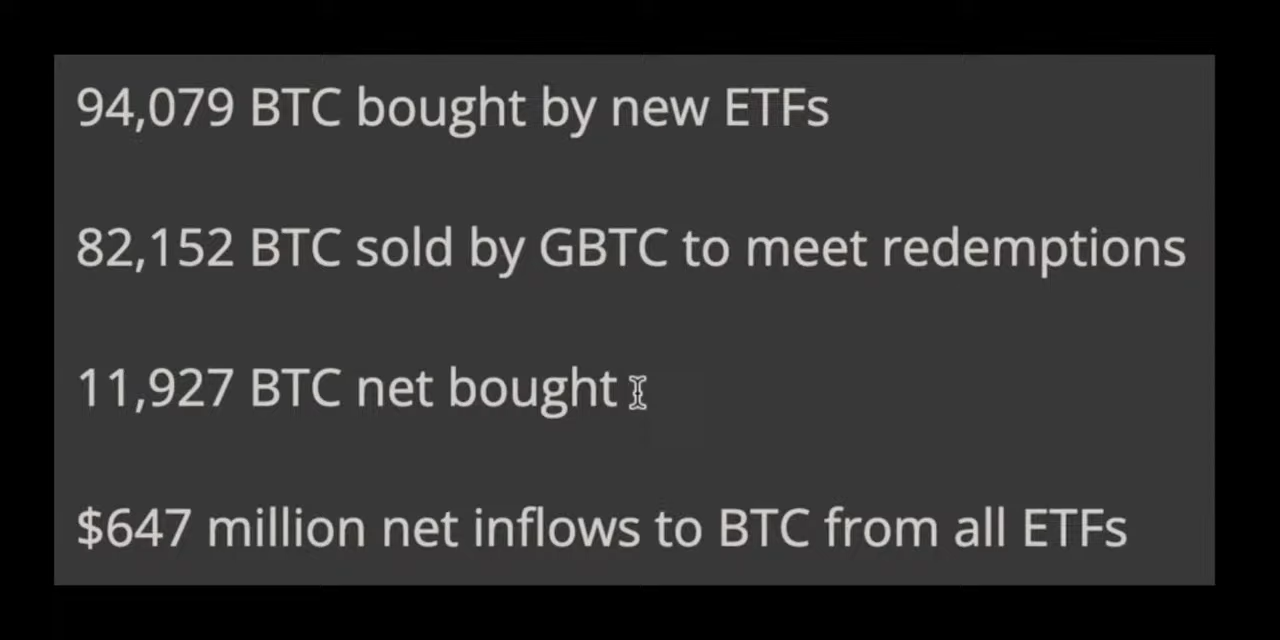 94,079 BTC bought by new ETFs
82,152 BTC sold by GBTC to meet redemptions
11,927 BTC net bought
$647 million net inflows to BTC from all ETFs